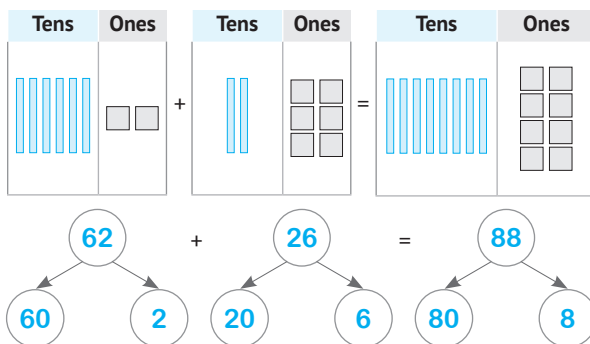 Tens Ones Tens Ones Tens Ones
+ =
62 + 26 = 88
60 2 20 6 80 8